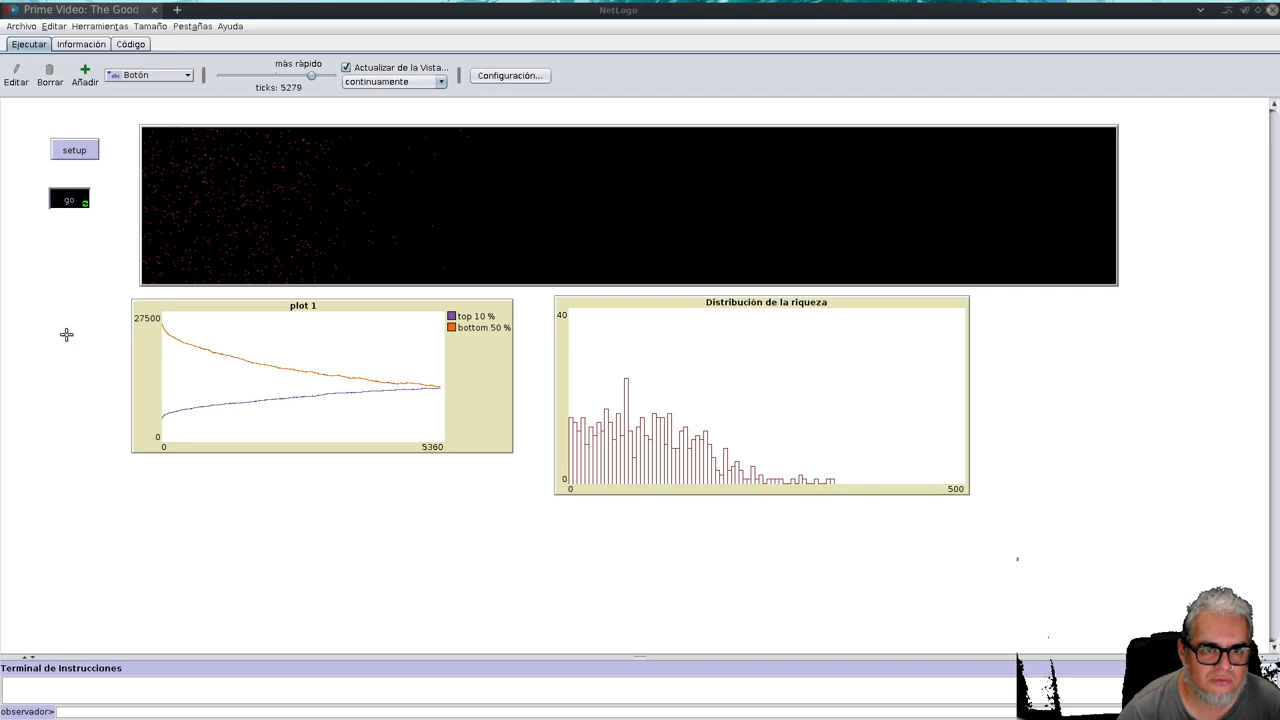 Prime Video: The Good
NetLogo
Archivo Editar Herramientas Tamaño Pestañas Ayuda
Ejecutar Información Código
Editar Borrar Añadir Botón más rápido Actualizar de la Vista... continuamente Configuración...
ticks: 5279
setup
go
plot 1
27500
0
0 5360
top 10 %
bottom 50 %
Distribución de la riqueza
40
0
0 500
Terminal de Instrucciones
observador>